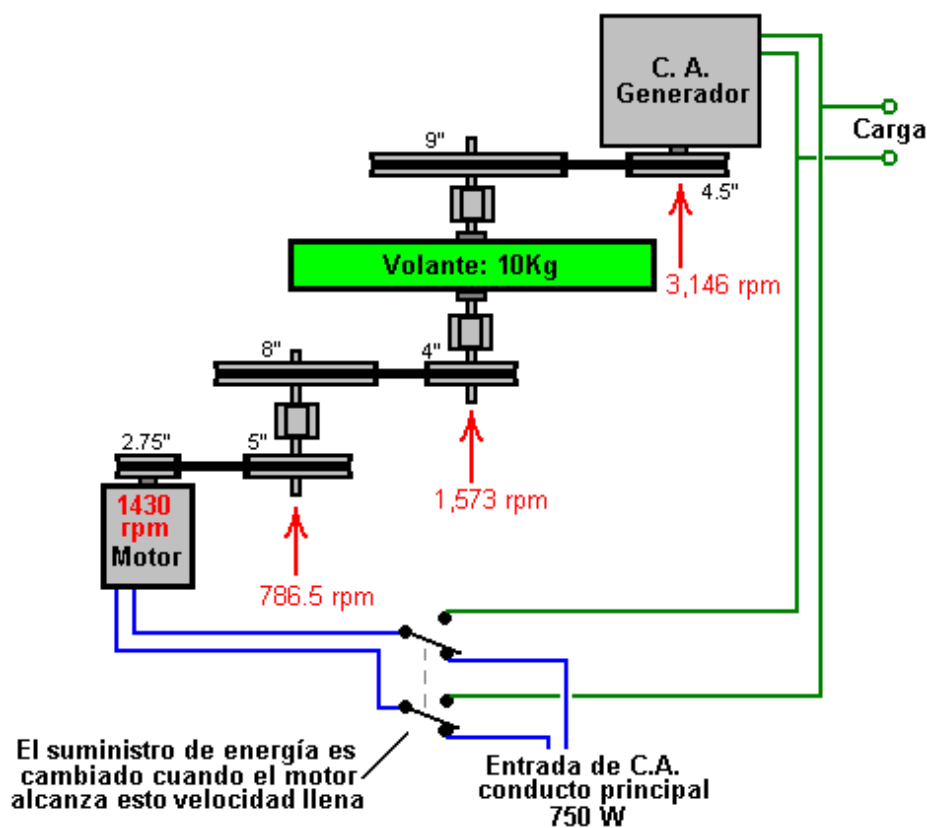 C. A.
Generador
Carga
9"
4.5"
Volante: 10Kg
3,146 rpm
8"
4"
2.75"
5"
1,573 rpm
1430
rpm
Motor
786.5 rpm
El suministro de energía es
cambiado cuando el motor
alcanza esto velocidad llena
Entrada de C.A.
conducto principal
750 W